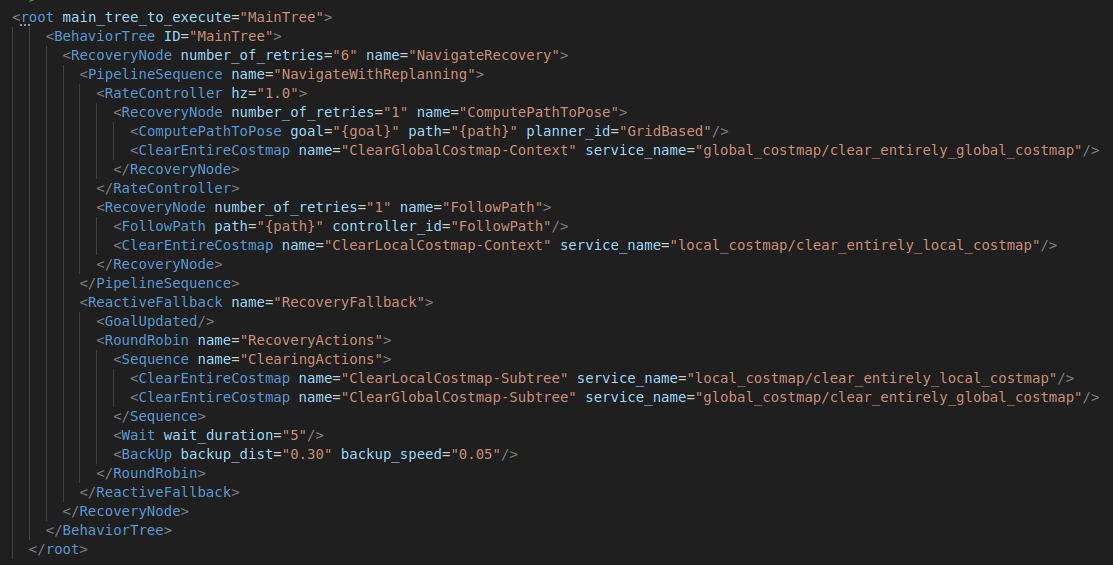 <root main_tree_to_execute="MainTree">
<BehaviorTree ID="MainTree">
<RecoveryNode number_of_retries="6" name="NavigateRecovery">
<PipelineSequence name="NavigateWithReplanning">
<RateController hz="1.0">
<RecoveryNode number_of_retries="1" name="ComputePathToPose">
<ComputePathToPose goal="{goal}" path="{path}" planner_id="GridBased"/>
<ClearEntireCostmap name="ClearGlobalCostmap-Context" service_name="global_costmap/clear_entirely_global_costmap"/>
</RecoveryNode>
</RateController>
<RecoveryNode number_of_retries="1" name="FollowPath">
<FollowPath path="{path}" controller_id="FollowPath"/>
<ClearEntireCostmap name="ClearLocalCostmap-Context" service_name="local_costmap/clear_entirely_local_costmap"/>
</RecoveryNode>
</PipelineSequence>
<ReactiveFallback name="RecoveryFallback">
<GoalUpdated/>
<RoundRobin name="RecoveryActions">
<Sequence name="ClearingActions">
<ClearEntireCostmap name="ClearLocalCostmap-Subtree" service_name="local_costmap/clear_entirely_local_costmap"/>
<ClearEntireCostmap name="ClearGlobalCostmap-Subtree" service_name="global_costmap/clear_entirely_global_costmap"/>
</Sequence>
<Wait wait_duration="5"/>
<BackUp backup_dist="0.30" backup_speed="0.05"/>
</RoundRobin>
</ReactiveFallback>
</RecoveryNode>
</BehaviorTree>
</root>